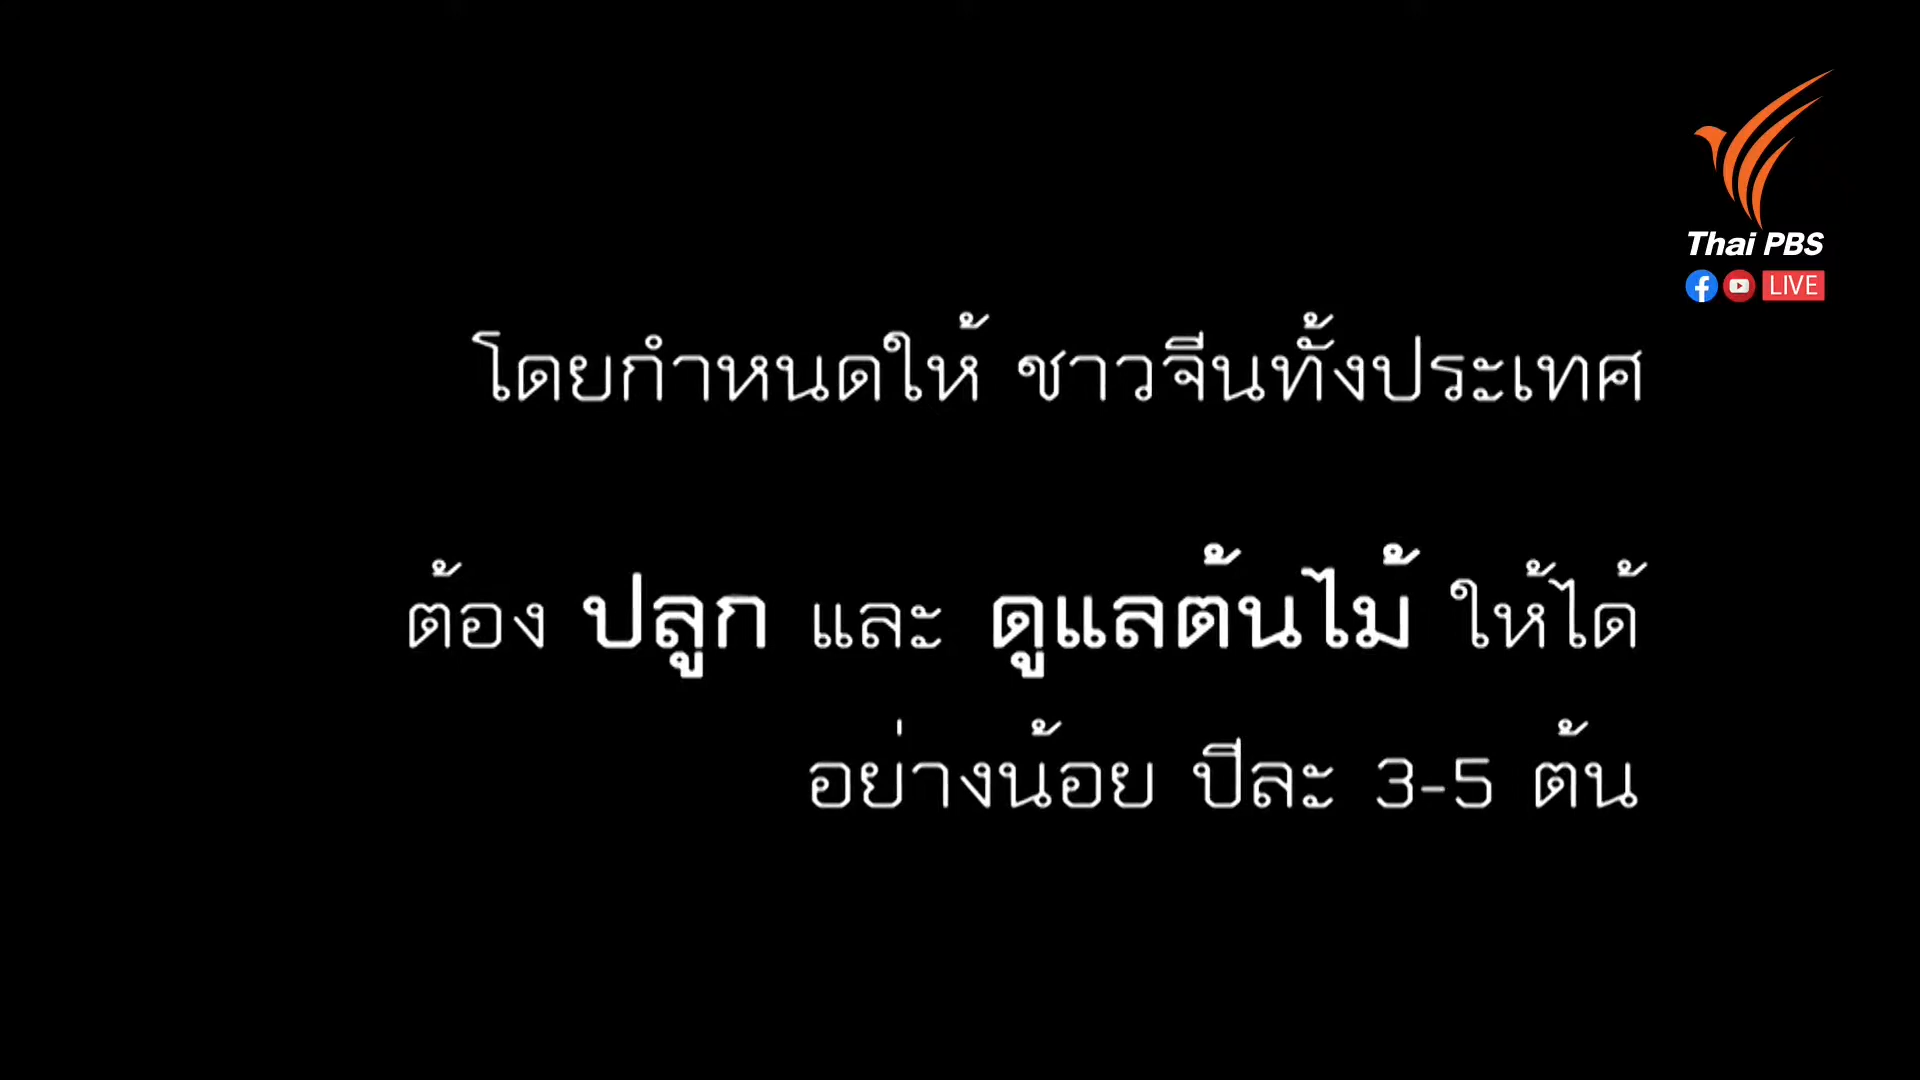 Thai PBS
LIVE
โดยกำหนดให้ ชาวจีนทั้งประเทศ
ต้อง ปลูก และ ดูแลต้นไม้ ให้ได้
อย่างน้อย ปีละ 3-5 ต้น